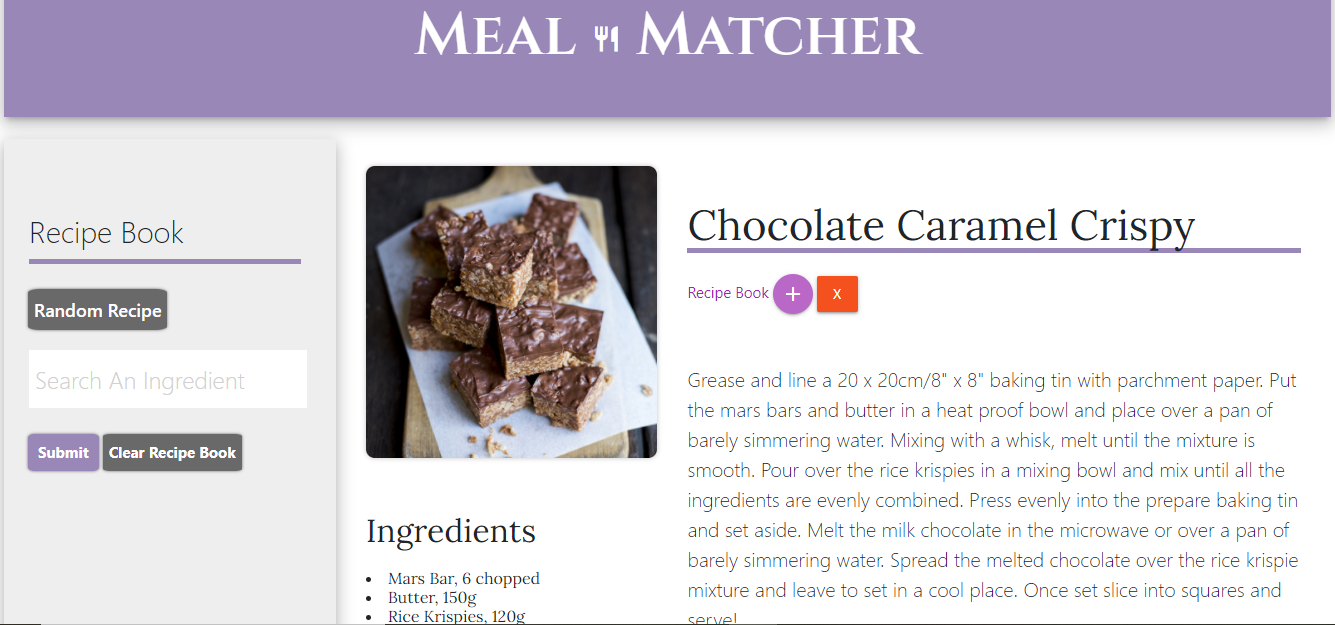 Meal Matcher
Recipe Book
Random Recipe
Search An Ingredient
Submit
Clear Recipe Book
Chocolate Caramel Crispy
Recipe Book + X
Grease and line a 20 x 20cm/8" x 8" baking tin with parchment paper. Put
the mars bars and butter in a heat proof bowl and place over a pan of
barely simmering water. Mixing with a whisk, melt until the mixture is
smooth. Pour over the rice krispies in a mixing bowl and mix until all the
ingredients are evenly combined. Press evenly into the prepare baking tin
and set aside. Melt the milk chocolate in the microwave or over a pan of
barely simmering water. Spread the melted chocolate over the rice krispie
mixture and leave to set in a cool place. Once set slice into squares and
serve!
Ingredients
Mars Bar, 6 chopped
Butter, 150g
Rice Krispies, 120g